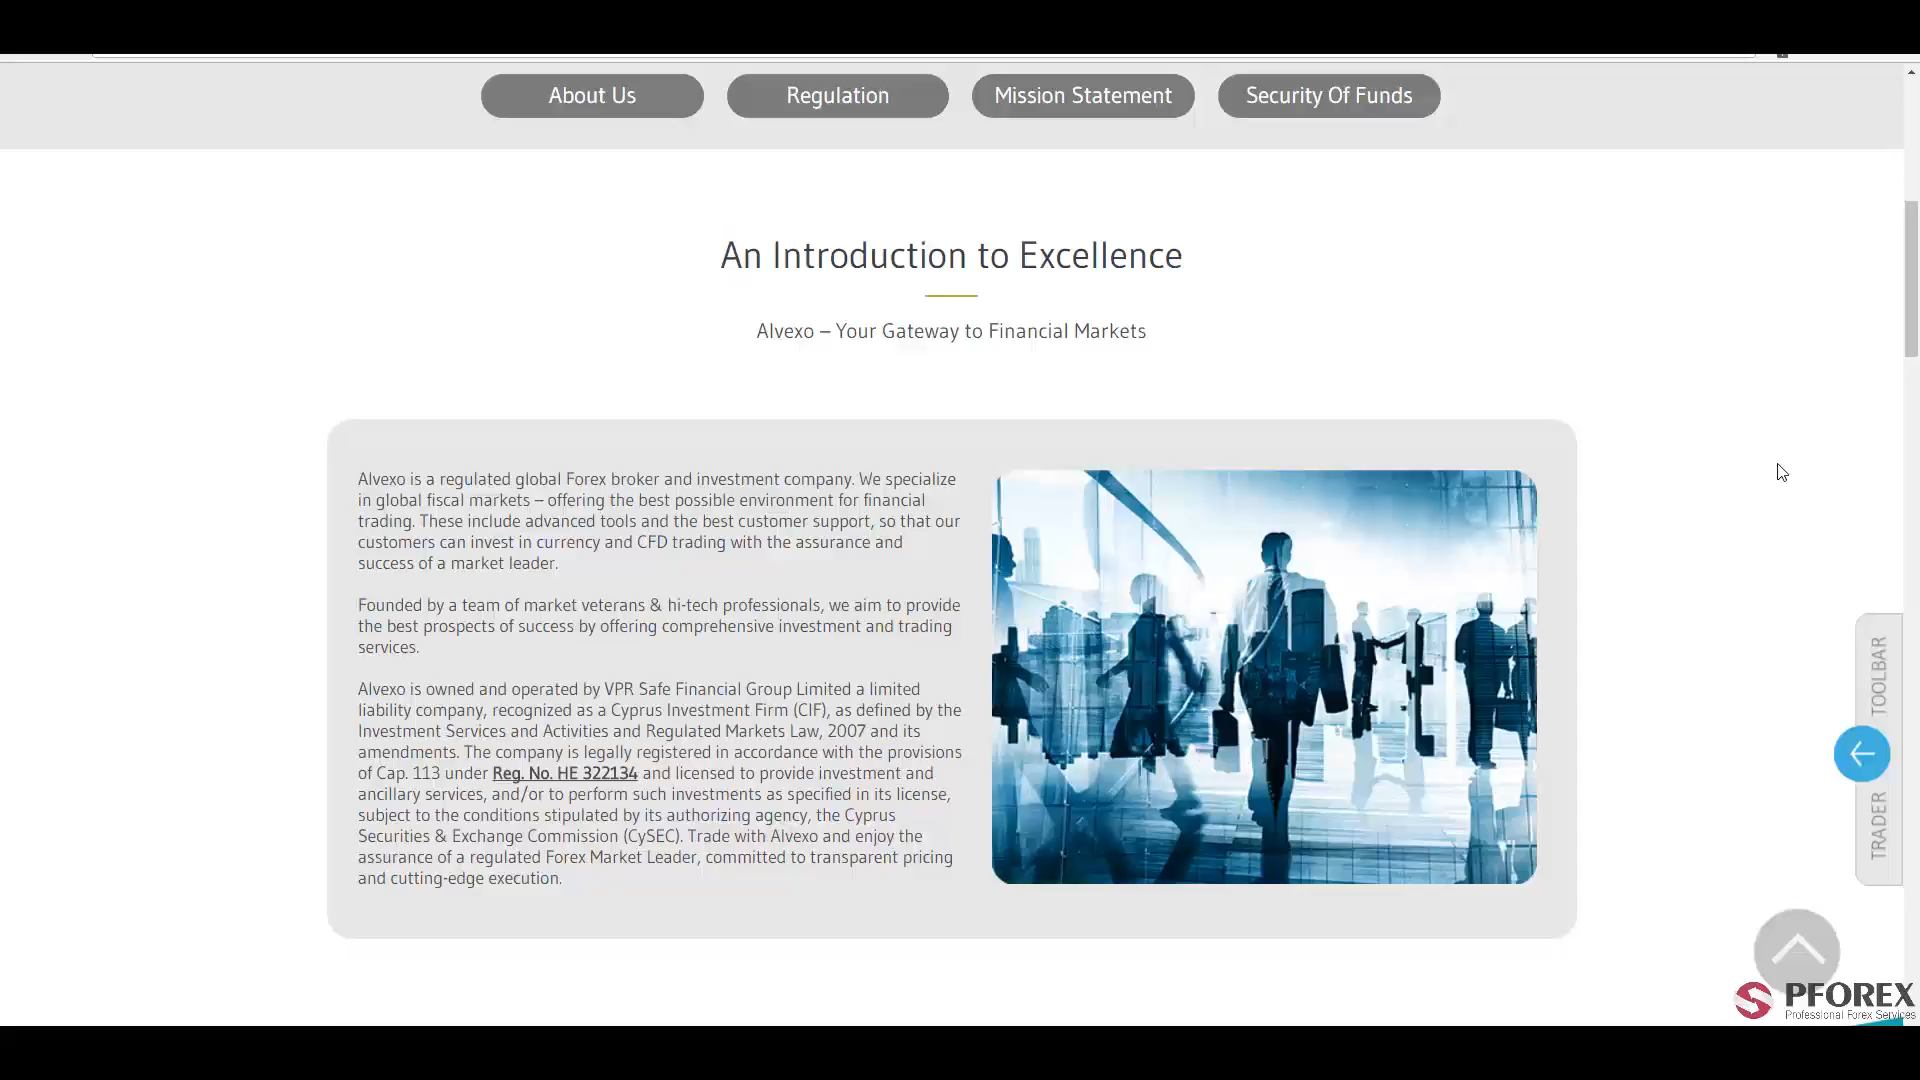 About Us
Regulation
Mission Statement
Security Of Funds
An Introduction to Excellence
Alvexo – Your Gateway to Financial Markets
Alvexo is a regulated global Forex broker and investment company. We specialize
in global fiscal markets – offering the best possible environment for financial
trading. These include advanced tools and the best customer support, so that our
customers can invest in currency and CFD trading with the assurance and
success of a market leader.
Founded by a team of market veterans & hi-tech professionals, we aim to provide
the best prospects of success by offering comprehensive investment and trading
services.
Alvexo is owned and operated by VPR Safe Financial Group Limited a limited
liability company, recognized as a Cyprus Investment Firm (CIF), as defined by the
Investment Services and Activities and Regulated Markets Law, 2007 and its
amendments. The company is legally registered in accordance with the provisions
of Cap. 113 under Reg. No. HE 322134 and licensed to provide investment and
ancillary services, and/or to perform such investments as specified in its license,
subject to the conditions stipulated by its authorizing agency, the Cyprus
Securities & Exchange Commission (CySEC). Trade with Alvexo and enjoy the
assurance of a regulated Forex Market Leader, committed to transparent pricing
and cutting-edge execution.
TRADER TOOLBAR
PFOREX
Professional Forex Services